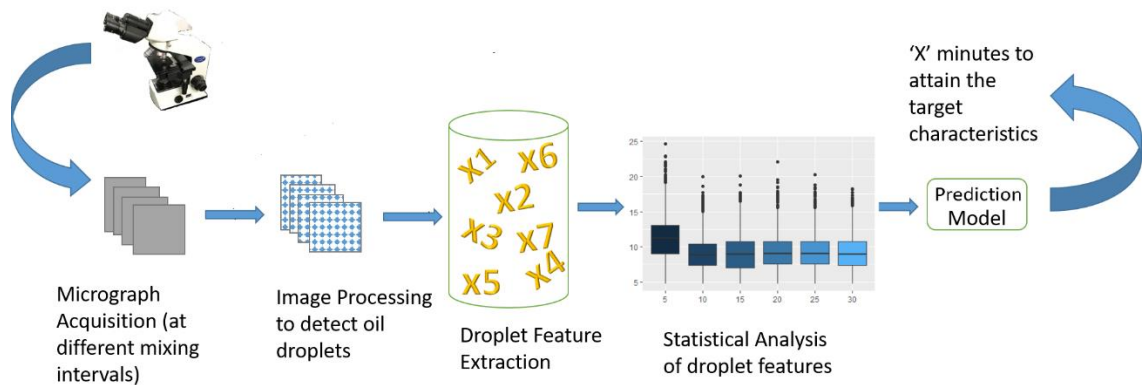 'X' minutes to
attain the
target
characteristics
x1
x6
x2
x3
x7
x5
x4
25
20
15
10
5
5
10
15
20
25
30
Prediction
Model
Micrograph
Acquisition (at
different mixing
intervals)
Image Processing
to detect oil
droplets
Droplet Feature
Extraction
Statistical Analysis
of droplet features